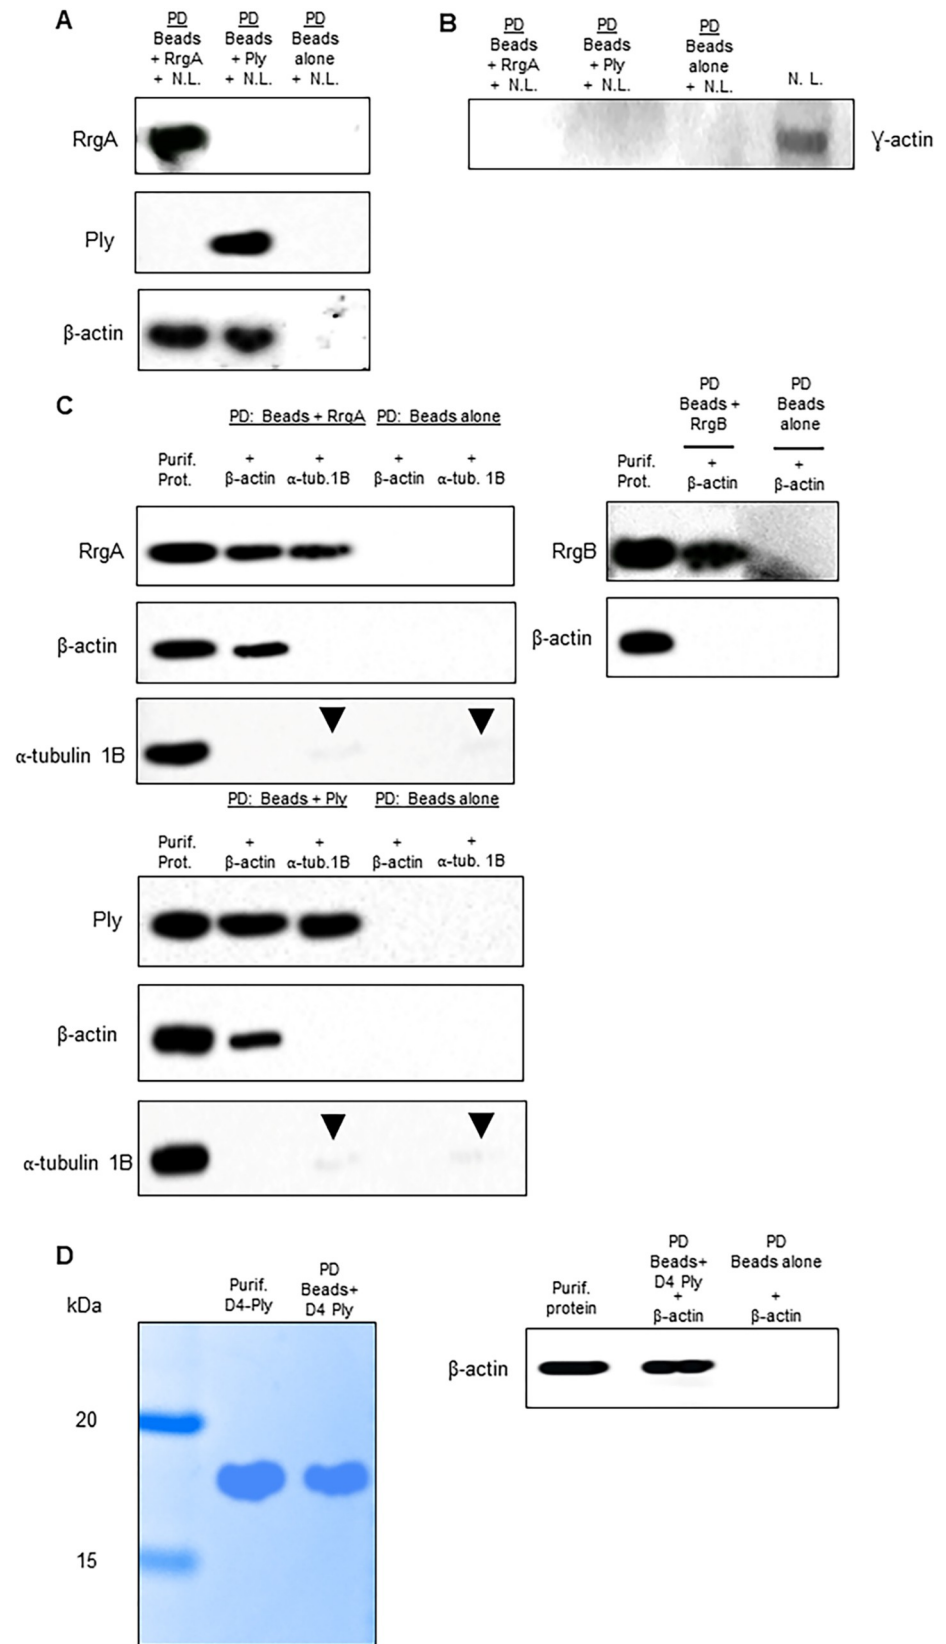 A
PD PD PD
Beads Beads Beads
+ RrgA + Ply alone
+ N.L. + N.L. + N.L.
RrgA
Ply
β-actin
B
PD PD PD
Beads Beads Beads
+ RrgA + Ply alone
+ N.L. + N.L. + N.L. N. L.
Ɣ-actin
C
PD: Beads + RrgA PD: Beads alone
Purif. + + + +
Prot. β-actin α-tub.1B β-actin α-tub. 1B
RrgA
β-actin
α-tubulin 1B
PD PD
Beads + Beads
RrgB alone
Purif. + +
Prot. β-actin β-actin
RrgB
β-actin
PD: Beads + Ply PD: Beads alone
Purif. + + + +
Prot. β-actin α-tub.1B β-actin α-tub. 1B
Ply
β-actin
α-tubulin 1B
D
kDa
Purif. PD
D4-Ply Beads+
D4 Ply
20
15
PD PD
Beads+ Beads alone
D4 Ply
Purif. + +
protein β-actin β-actin
β-actin